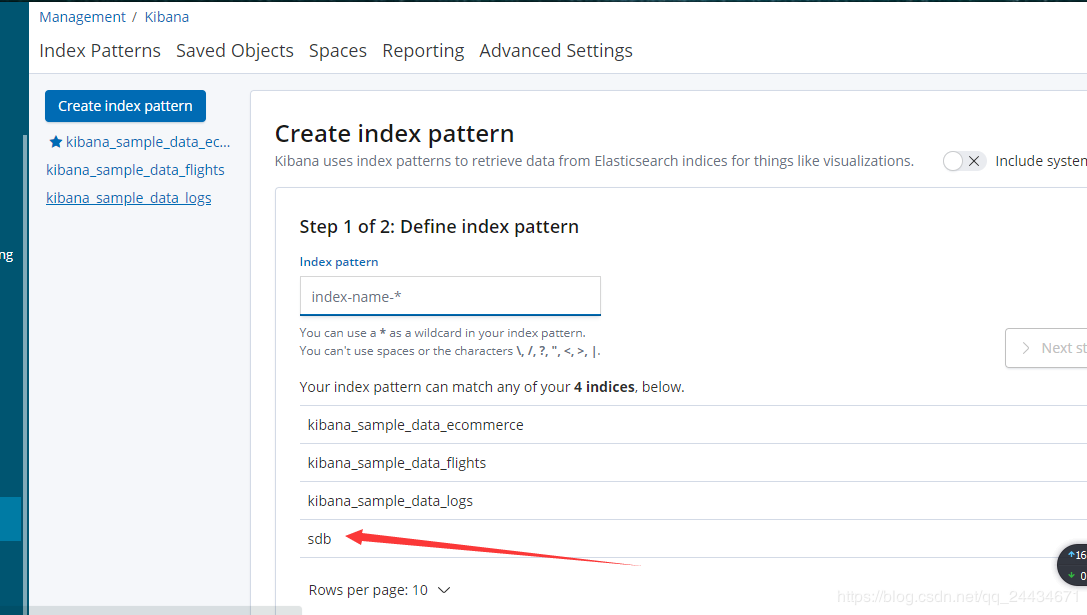 Management / Kibana
Index Patterns Saved Objects Spaces Reporting Advanced Settings
Create index pattern
kibana_sample_data_ec...
kibana_sample_data_flights
kibana_sample_data_logs
ng
Create index pattern
Kibana uses index patterns to retrieve data from Elasticsearch indices for things like visualizations.
Include system
Step 1 of 2: Define index pattern
Index pattern
index-name-*
You can use a * as a wildcard in your index pattern.
You can't use spaces or the characters \, /, ?, ", <, >, |.
Next st
Your index pattern can match any of your 4 indices, below.
kibana_sample_data_ecommerce
kibana_sample_data_flights
kibana_sample_data_logs
sdb
Rows per page: 10
16
0
https://blog.csdn.net/qq_24434671